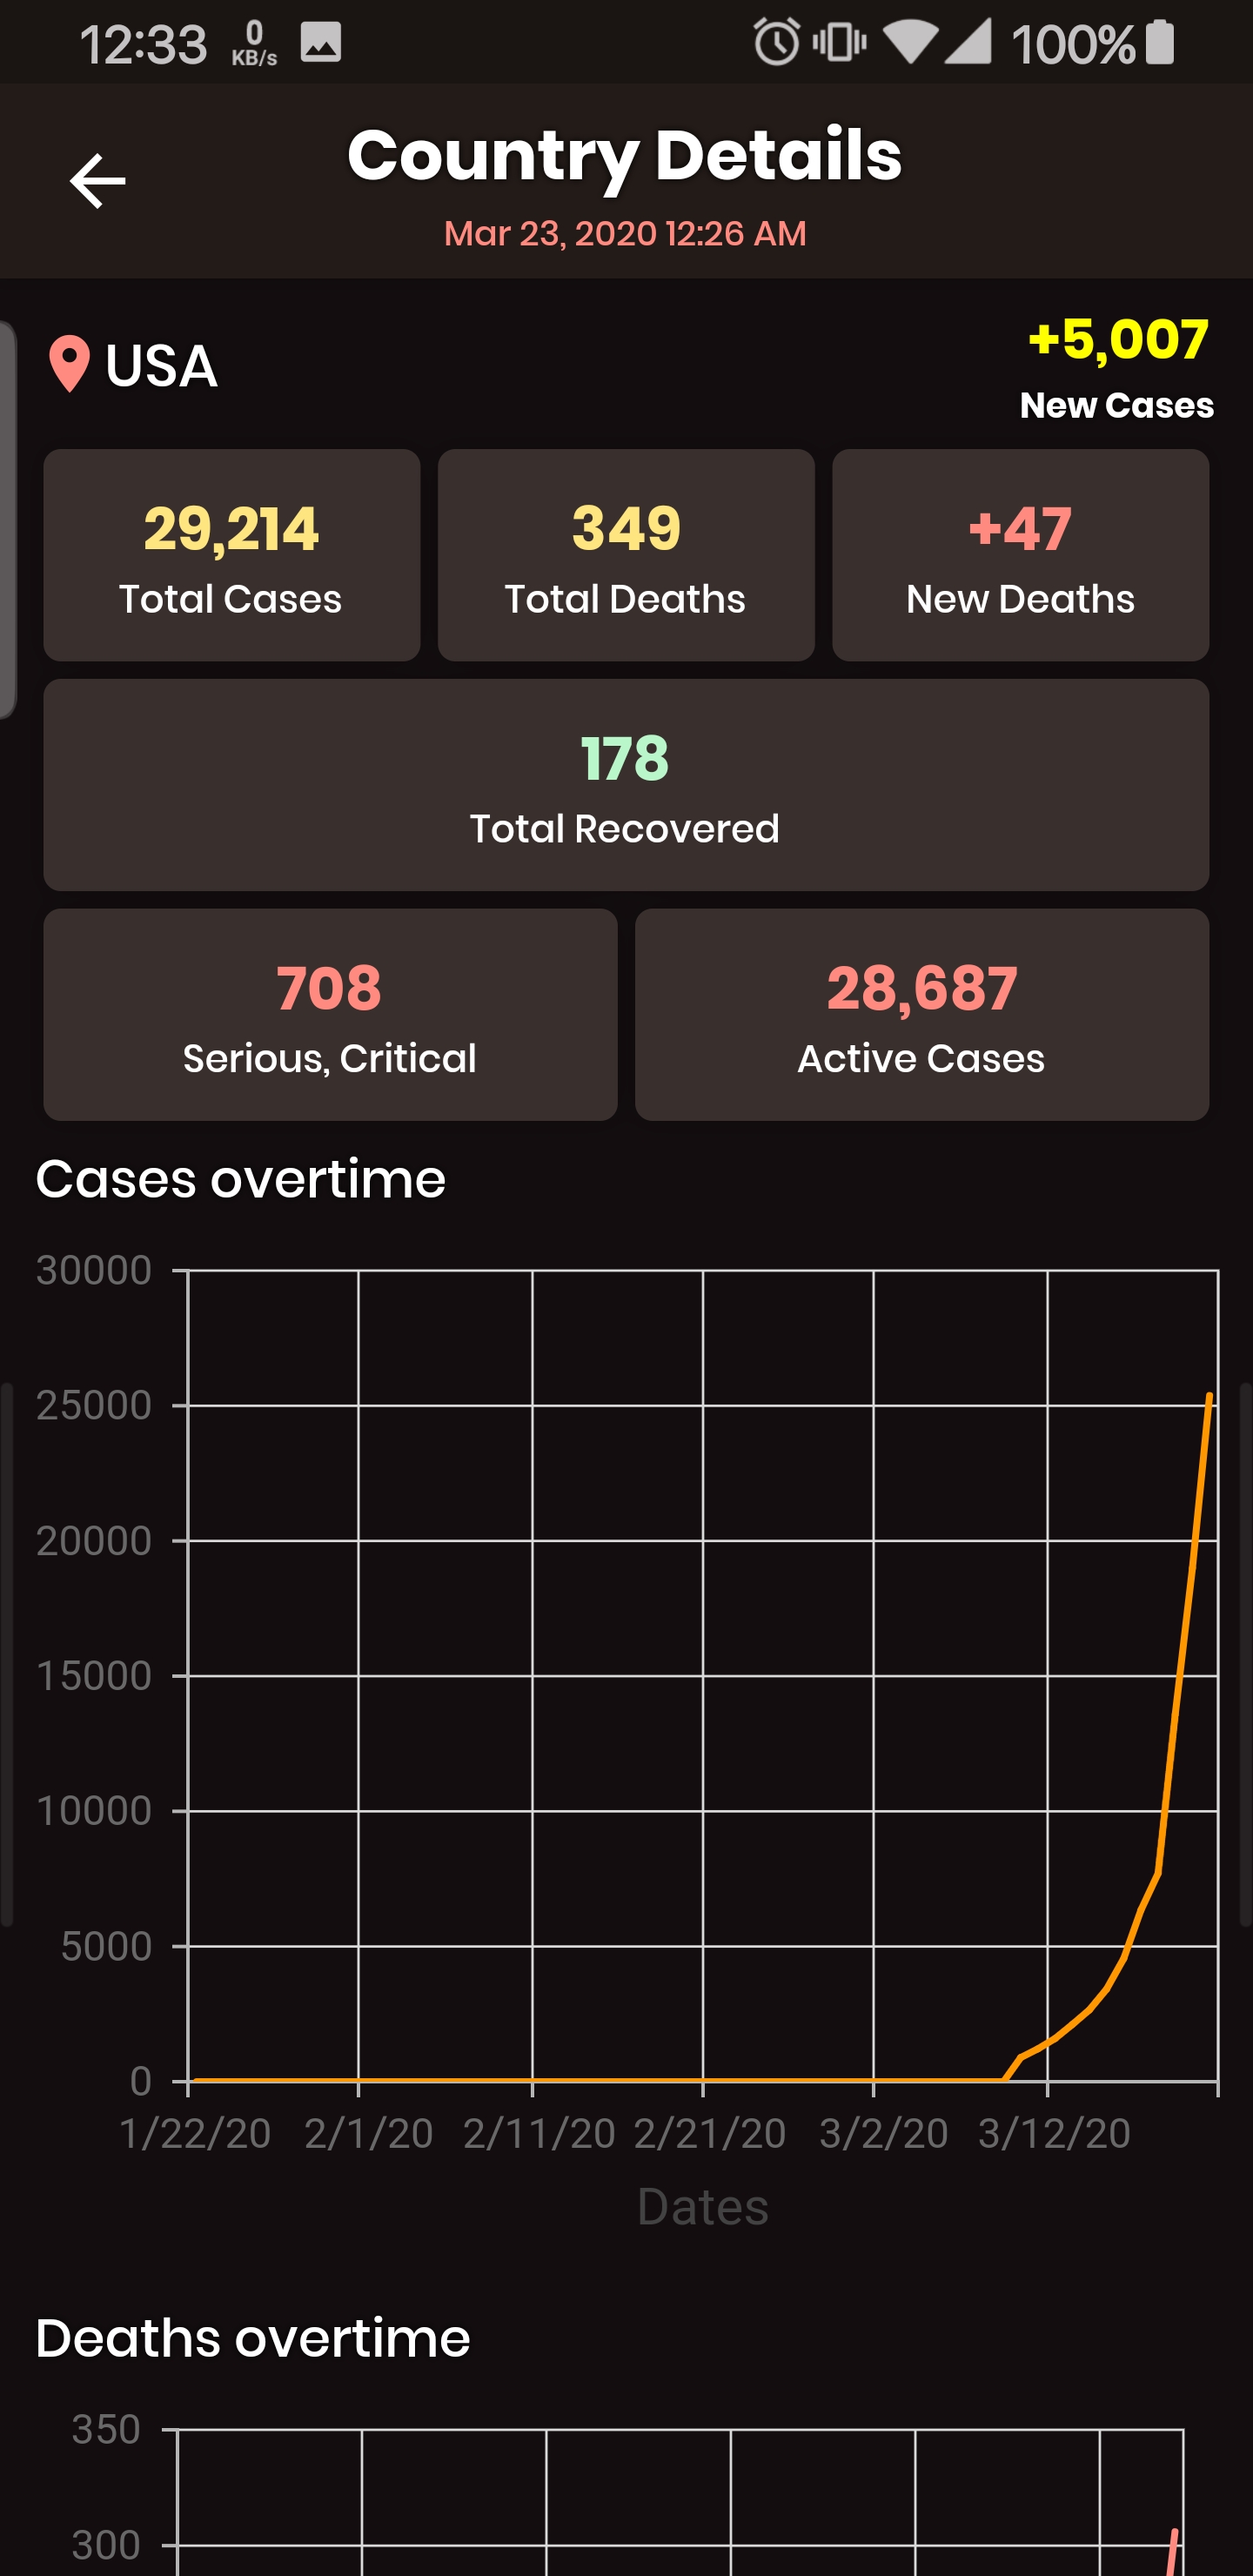 12:33 0 KB/s 100%
Country Details
Mar 23, 2020 12:26 AM
USA
+5,007
New Cases
29,214
Total Cases
349
Total Deaths
+47
New Deaths
178
Total Recovered
708
Serious, Critical
28,687
Active Cases
Cases overtime
30000
25000
20000
15000
10000
5000
0
1/22/20 2/1/20 2/11/20 2/21/20 3/2/20 3/12/20
Dates
Deaths overtime
350
300